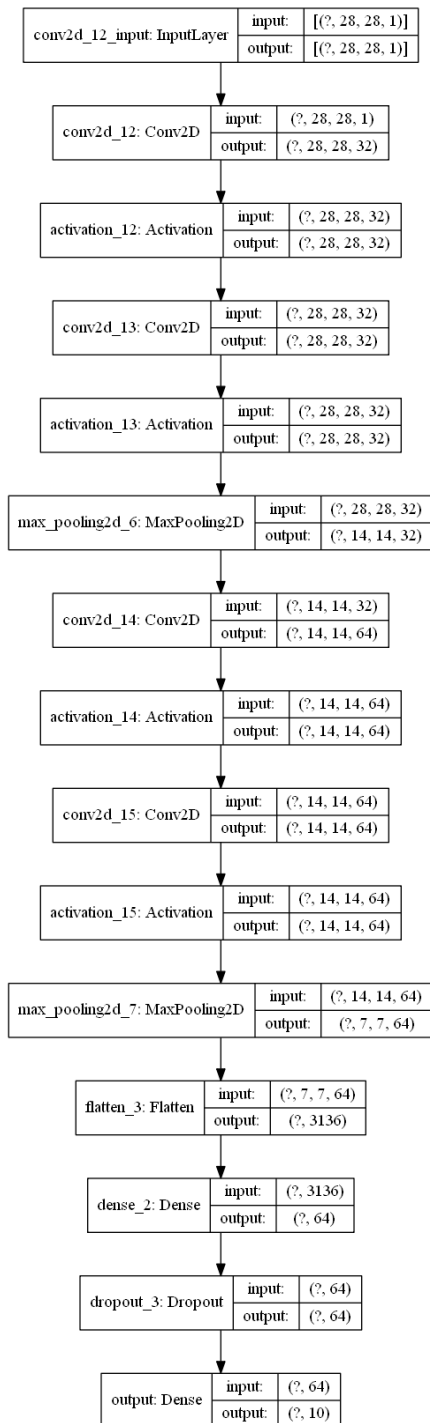 conv2d_12_input: InputLayer
input: [(?, 28, 28, 1)]
output: [(?, 28, 28, 1)]
conv2d_12: Conv2D
input: (?, 28, 28, 1)
output: (?, 28, 28, 32)
activation_12: Activation
input: (?, 28, 28, 32)
output: (?, 28, 28, 32)
conv2d_13: Conv2D
input: (?, 28, 28, 32)
output: (?, 28, 28, 32)
activation_13: Activation
input: (?, 28, 28, 32)
output: (?, 28, 28, 32)
max_pooling2d_6: MaxPooling2D
input: (?, 28, 28, 32)
output: (?, 14, 14, 32)
conv2d_14: Conv2D
input: (?, 14, 14, 32)
output: (?, 14, 14, 64)
activation_14: Activation
input: (?, 14, 14, 64)
output: (?, 14, 14, 64)
conv2d_15: Conv2D
input: (?, 14, 14, 64)
output: (?, 14, 14, 64)
activation_15: Activation
input: (?, 14, 14, 64)
output: (?, 14, 14, 64)
max_pooling2d_7: MaxPooling2D
input: (?, 14, 14, 64)
output: (?, 7, 7, 64)
flatten_3: Flatten
input: (?, 7, 7, 64)
output: (?, 3136)
dense_2: Dense
input: (?, 3136)
output: (?, 64)
dropout_3: Dropout
input: (?, 64)
output: (?, 64)
output: Dense
input: (?, 64)
output: (?, 10)